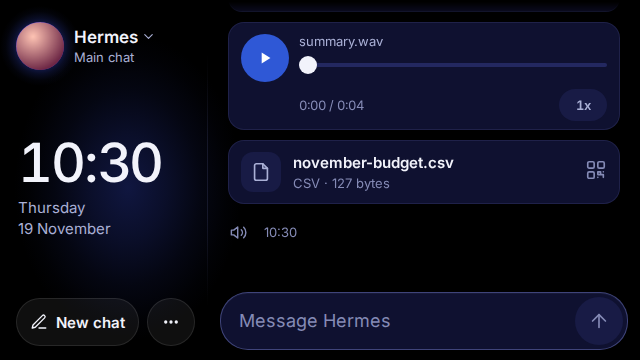 Hermes
Main chat
10:30
Thursday
19 November
New chat
summary.wav
0:00 / 0:04
1x
november-budget.csv
CSV · 127 bytes
10:30
Message Hermes